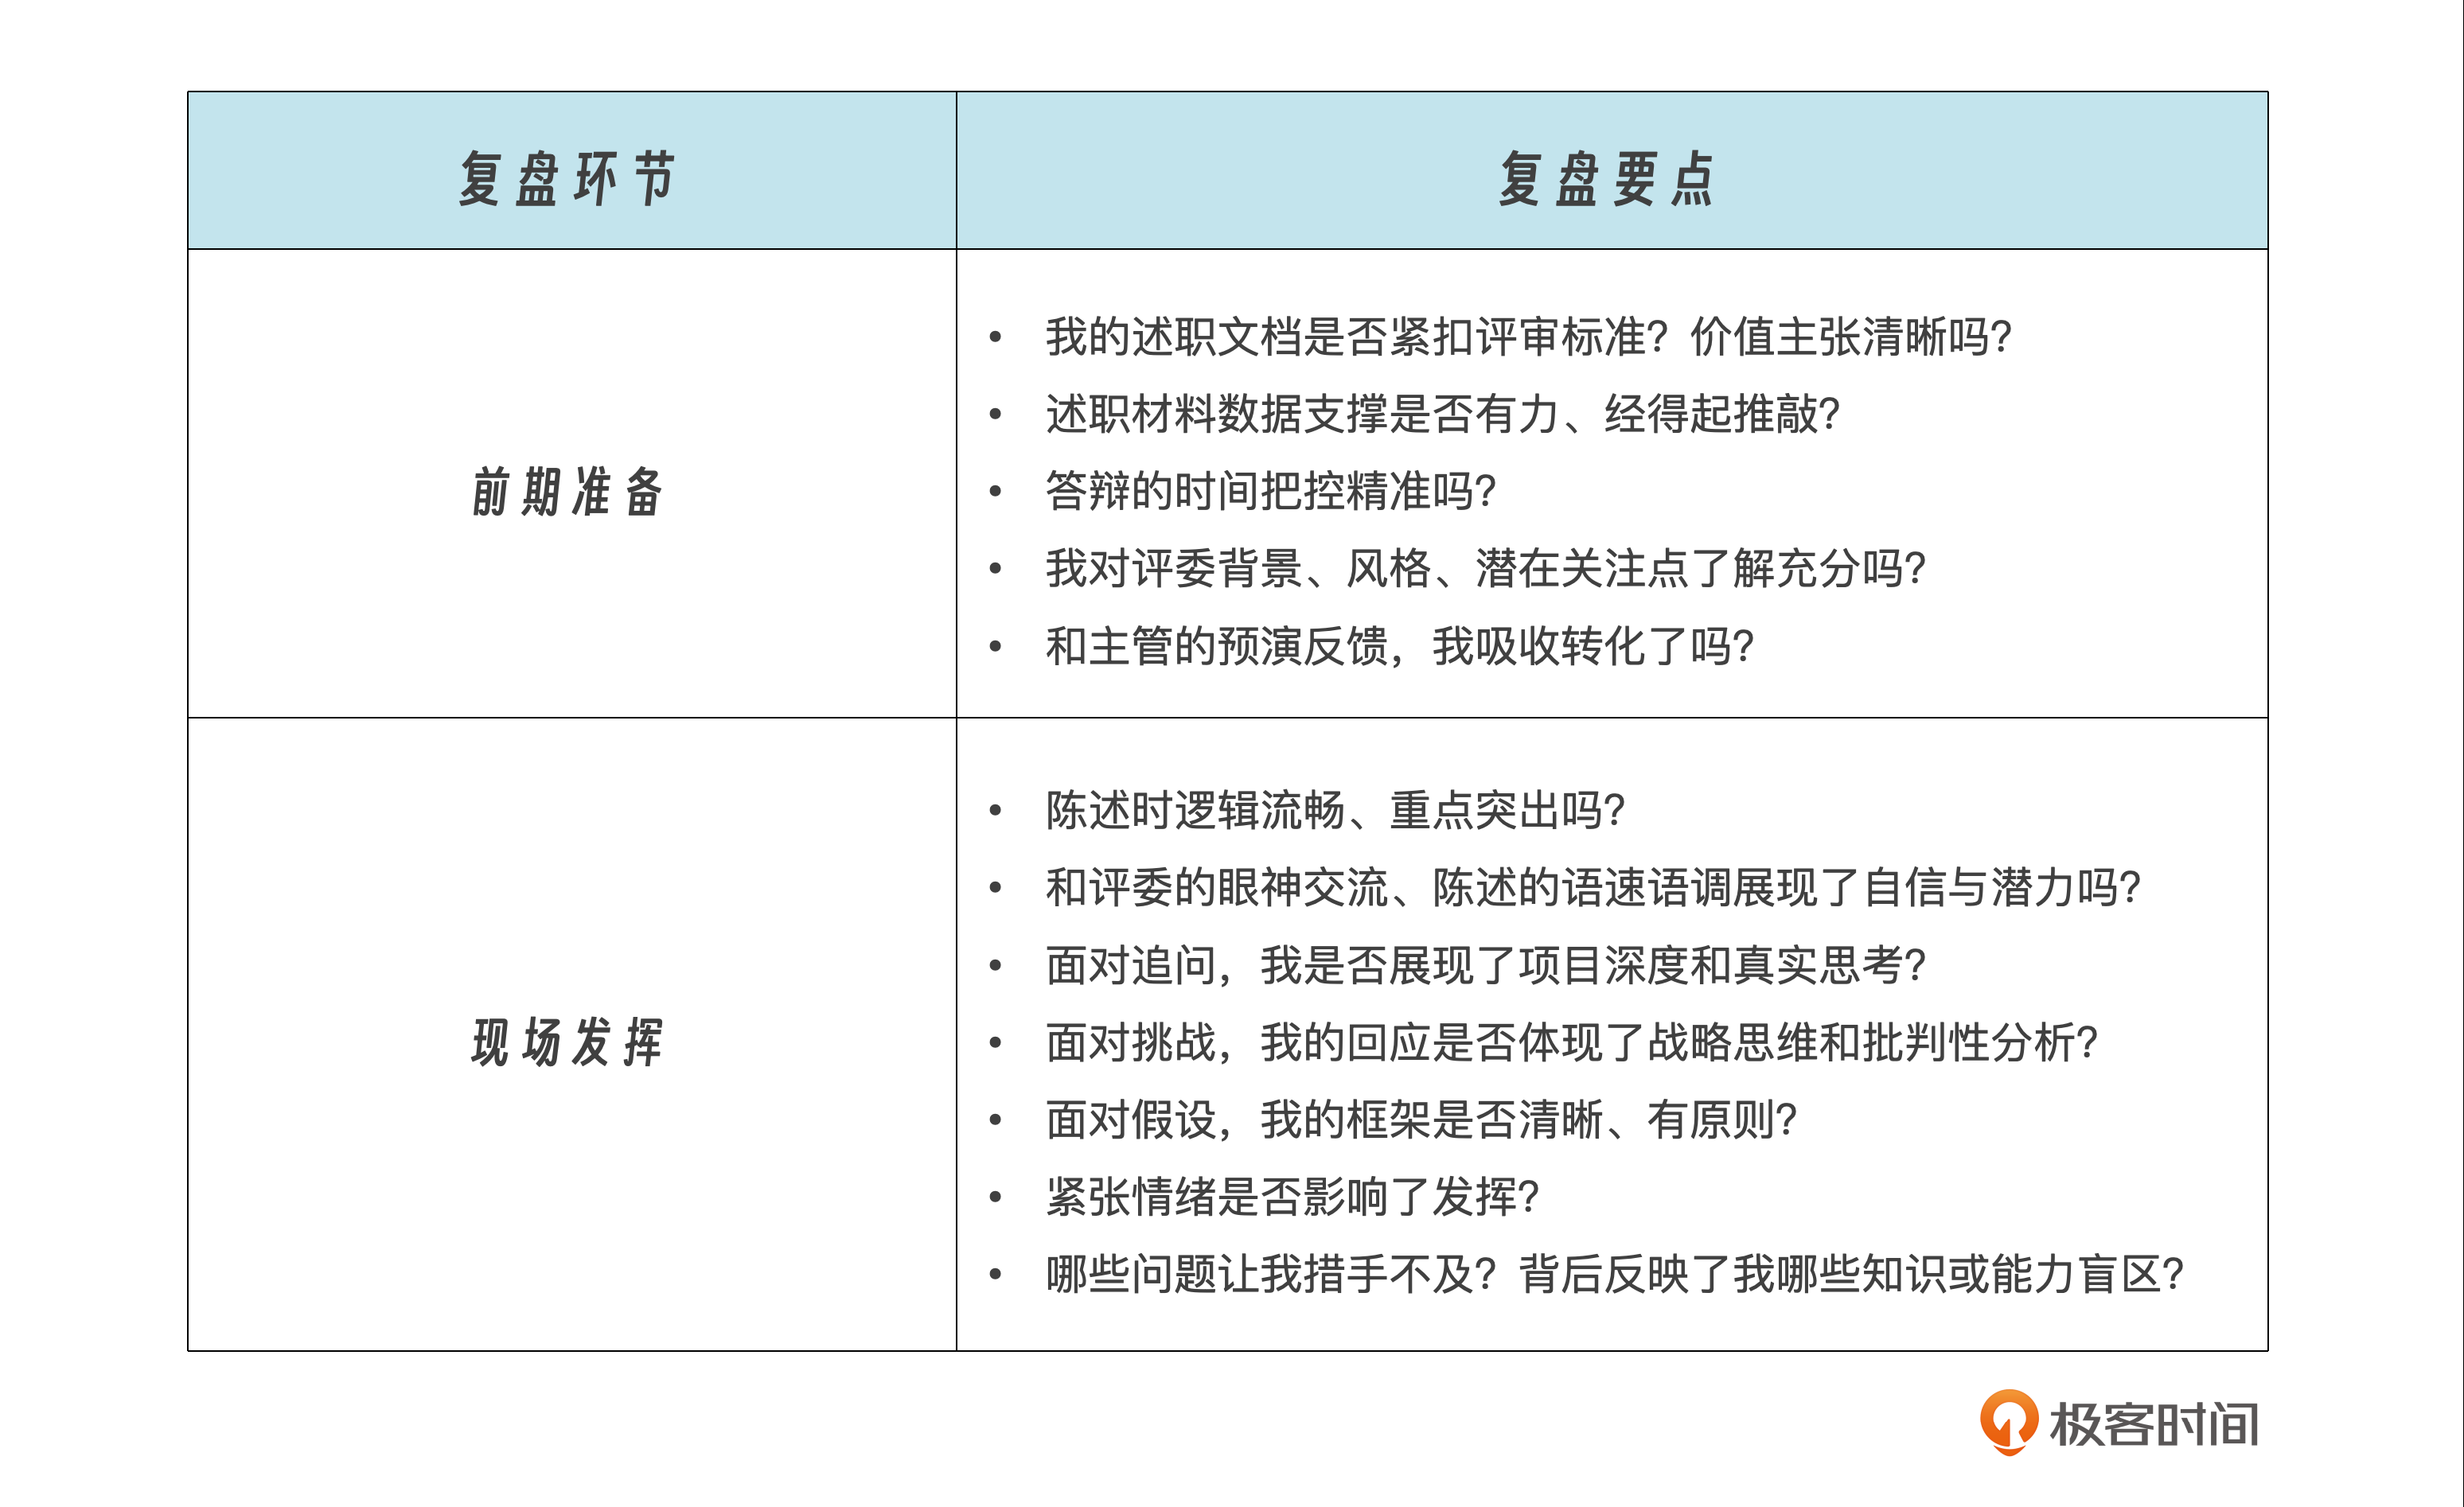 复盘环节
复盘要点
前期准备
• 我的述职文档是否紧扣评审标准？价值主张清晰吗？
• 述职材料数据支撑是否有力、经得起推敲？
• 答辩的时间把控精准吗？
• 我对评委背景、风格、潜在关注点了解充分吗？
• 和主管的预演反馈，我吸收转化了吗？
现场发挥
• 陈述时逻辑流畅、重点突出吗？
• 和评委的眼神交流、陈述的语速语调展现了自信与潜力吗？
• 面对追问，我是否展现了项目深度和真实思考？
• 面对挑战，我的回应是否体现了战略思维和批判性分析？
• 面对假设，我的框架是否清晰、有原则？
• 紧张情绪是否影响了发挥？
• 哪些问题让我措手不及？背后反映了我哪些知识或能力盲区？
极客时间